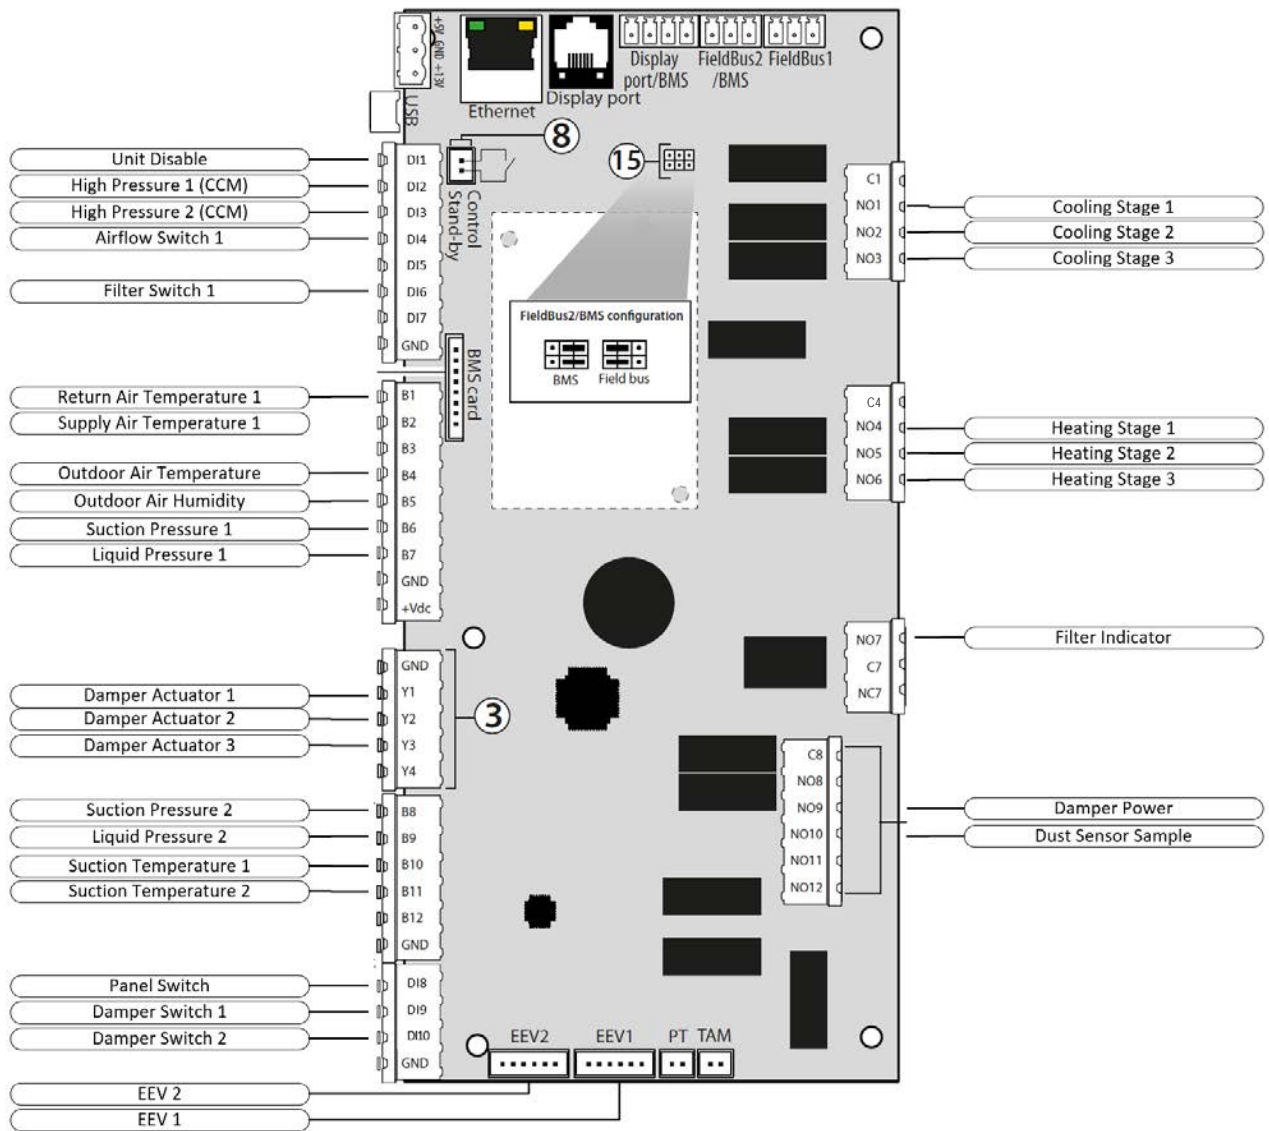 +5V GND +13V
USB
Ethernet
Display port
Display
port/BMS
FieldBus2
/BMS
FieldBus1
8
15
3
Control
Stand-by
BMS card
FieldBus2/BMS configuration
BMS
Field bus
Unit Disable
DI1
High Pressure 1 (CCM)
DI2
High Pressure 2 (CCM)
DI3
Airflow Switch 1
DI4
DI5
Filter Switch 1
DI6
DI7
GND
Return Air Temperature 1
B1
Supply Air Temperature 1
B2
B3
Outdoor Air Temperature
B4
Outdoor Air Humidity
B5
Suction Pressure 1
B6
Liquid Pressure 1
B7
GND
+Vdc
GND
Damper Actuator 1
Y1
Damper Actuator 2
Y2
Damper Actuator 3
Y3
Y4
Suction Pressure 2
B8
Liquid Pressure 2
B9
Suction Temperature 1
B10
Suction Temperature 2
B11
B12
GND
Panel Switch
DI8
Damper Switch 1
DI9
Damper Switch 2
DI10
GND
EEV 2
EEV 1
EEV2
EEV1
PT
TAM
C1
NO1
Cooling Stage 1
NO2
Cooling Stage 2
NO3
Cooling Stage 3
C4
NO4
Heating Stage 1
NO5
Heating Stage 2
NO6
Heating Stage 3
NO7
Filter Indicator
C7
NC7
C8
NO8
NO9
Damper Power
NO10
Dust Sensor Sample
NO11
NO12